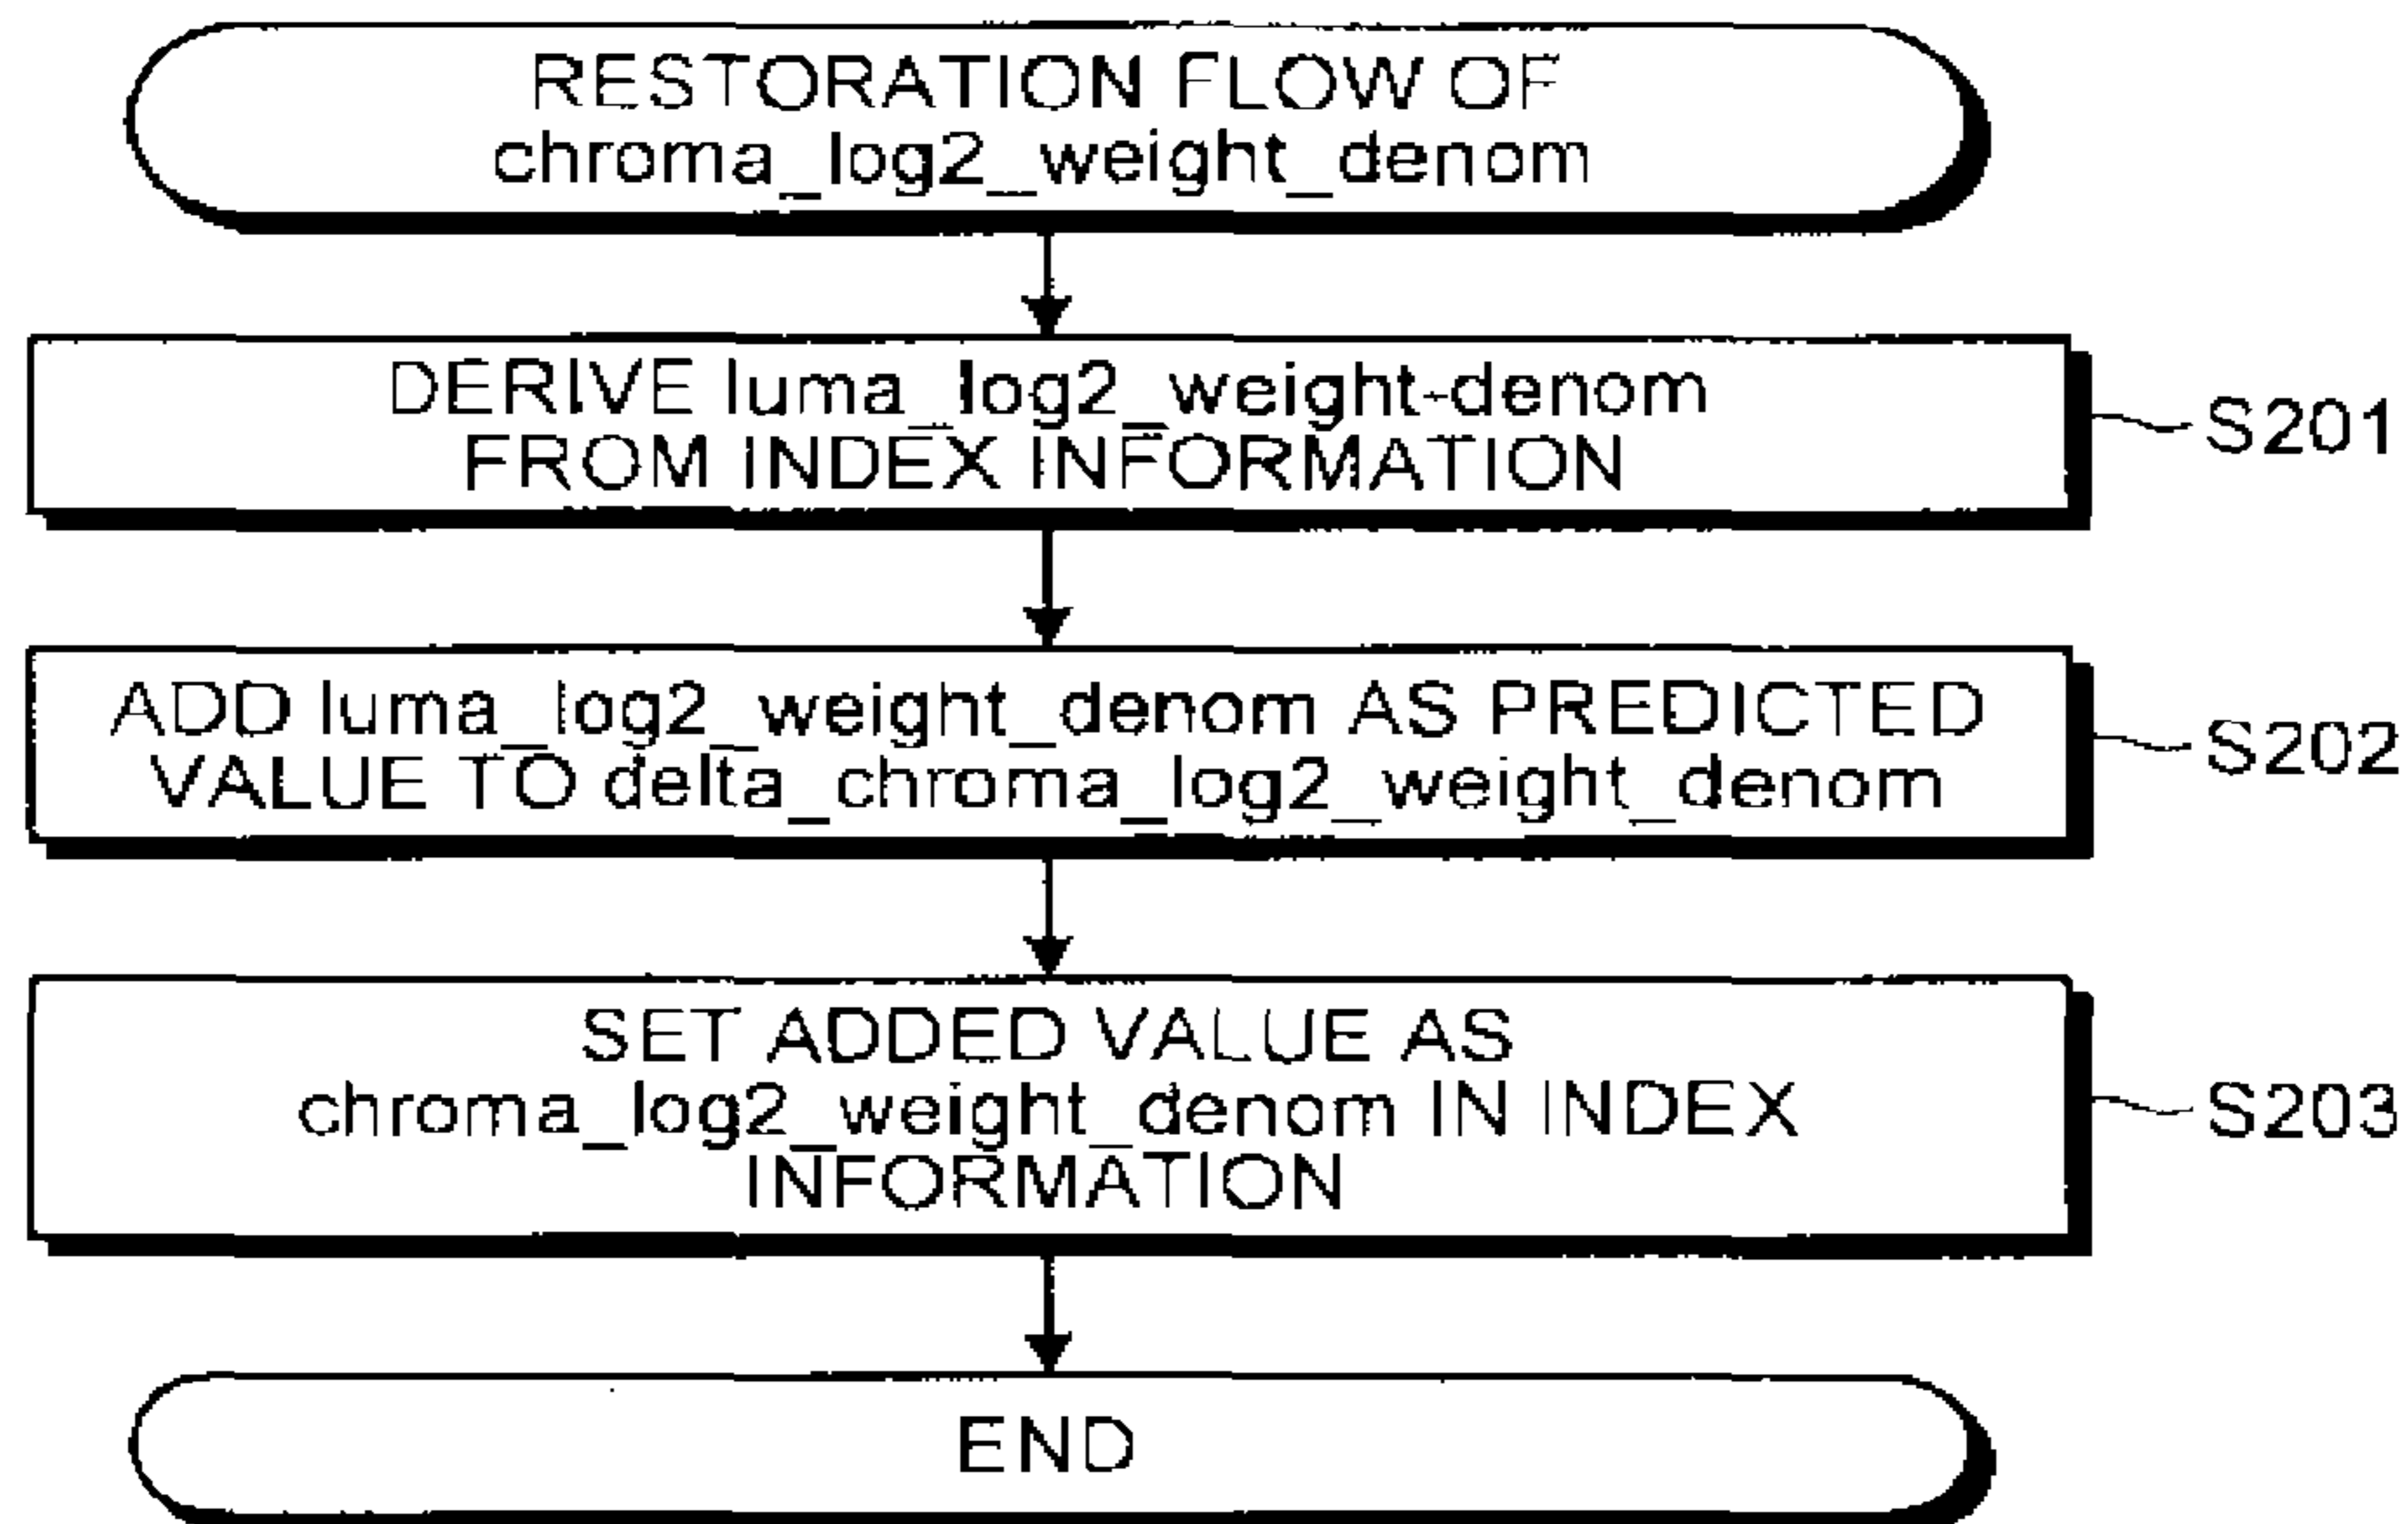 RESTORATION FLOW OF
chroma_log2_weight_denom
DERIVE luma_log2_weight-denom
FROM INDEX INFORMATION
S201
ADD luma_log2_weight_denom AS PREDICTED
VALUE TO delta_chroma_log2_weight_denom
S202
SET ADDED VALUE AS
chroma_log2_weight_denom IN INDEX
INFORMATION
S203
END